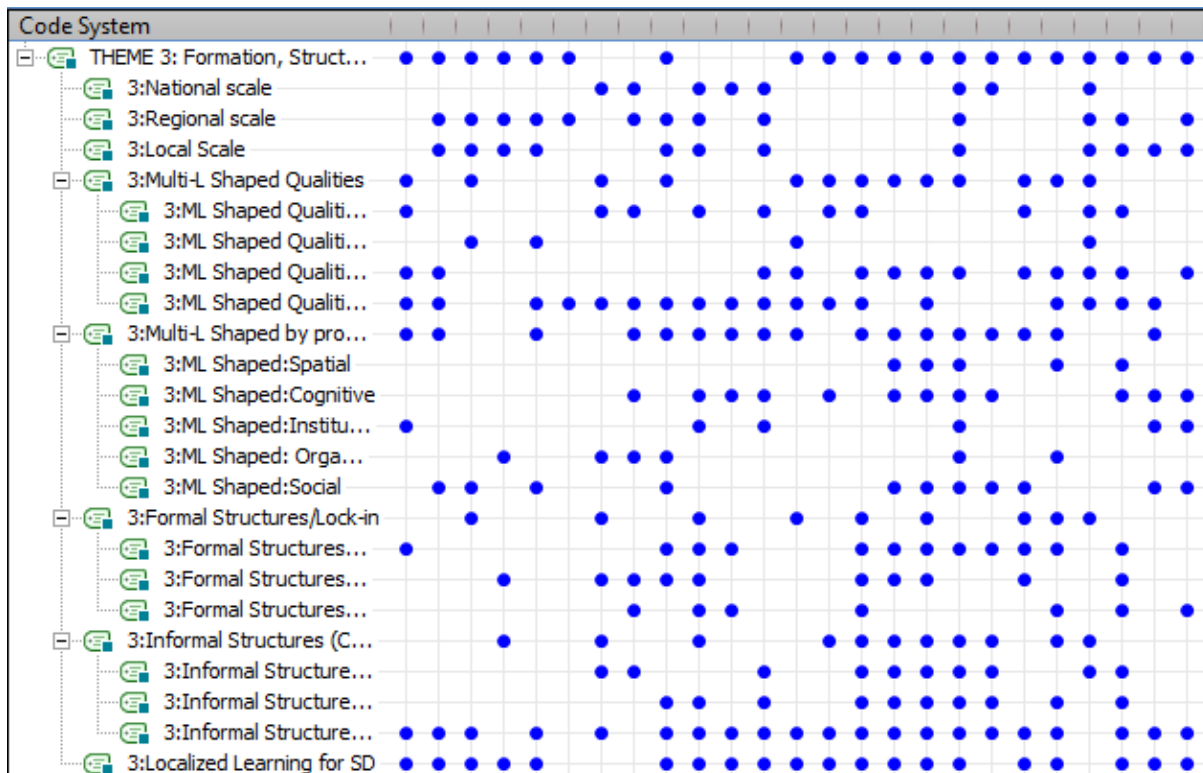 Code System
THEME 3: Formation, Struct...
3:National scale
3:Regional scale
3:Local Scale
3:Multi-L Shaped Qualities
3:ML Shaped Qualiti...
3:ML Shaped Qualiti...
3:ML Shaped Qualiti...
3:ML Shaped Qualiti...
3:Multi-L Shaped by pro...
3:ML Shaped:Spatial
3:ML Shaped:Cognitive
3:ML Shaped:Institu...
3:ML Shaped: Orga...
3:ML Shaped:Social
3:Formal Structures/Lock-in
3:Formal Structures...
3:Formal Structures...
3:Formal Structures...
3:Informal Structures (C...
3:Informal Structure...
3:Informal Structure...
3:Informal Structure...
3:Localized Learning for SD